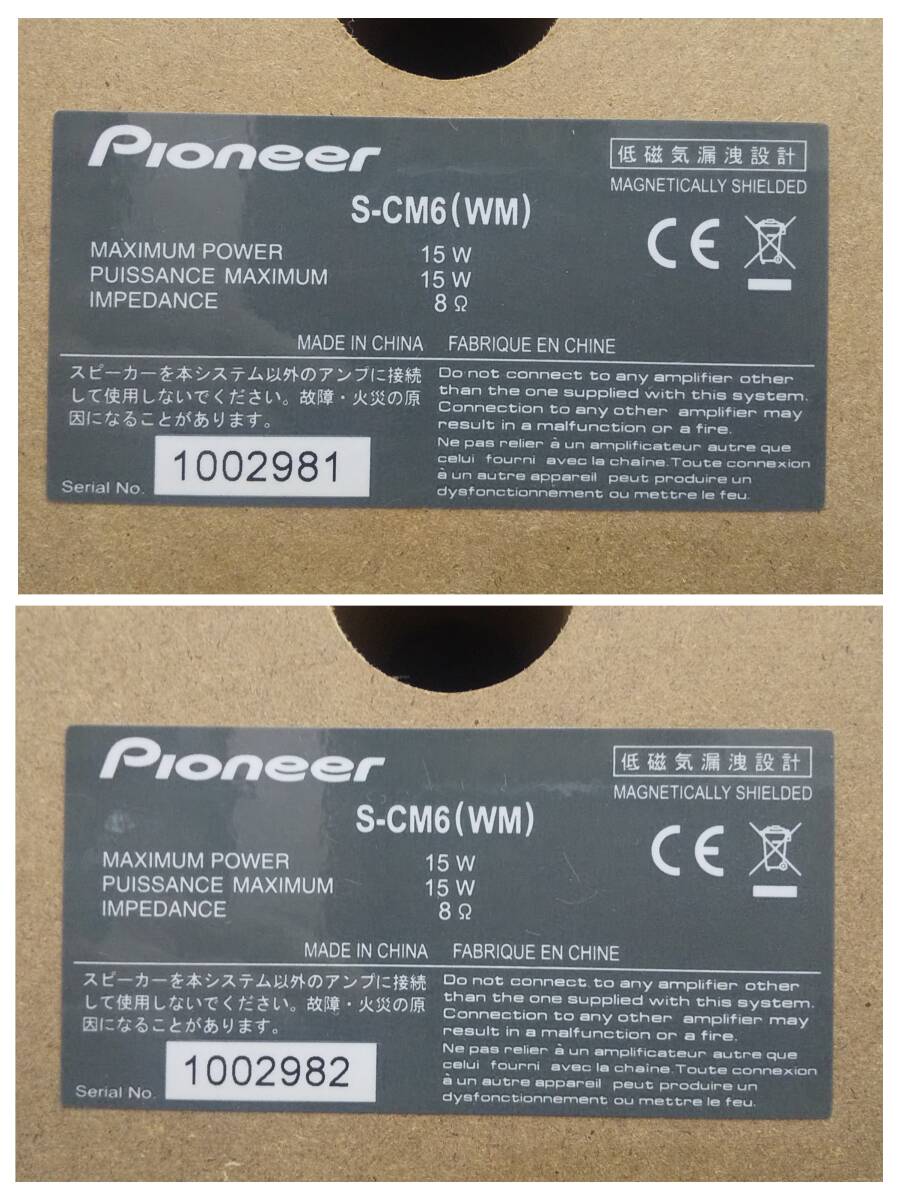 Pioneer
低磁気漏洩設計
MAGNETICALLY SHIELDED
S-CM6(WM)
CE
MAXIMUM POWER 15 W
PUISSANCE MAXIMUM 15 W
IMPEDANCE 8 Ω
MADE IN CHINA FABRIQUE EN CHINE
スピーカーを本システム以外のアンプに接続
して使用しないでください。故障・火災の原
因になることがあります。
Serial No. 1002981
Do not connect to any amplifier other
than the one supplied with this system.
Connection to any other amplifier may
result in a malfunction or a fire.
Ne pas relier à un amplificateur autre que
celui fourni avec la chaîne. Toute connexion
à un autre appareil peut produire un
dysfonctionnement ou mettre le feu.
Pioneer
低磁気漏洩設計
MAGNETICALLY SHIELDED
S-CM6(WM)
CE
MAXIMUM POWER 15 W
PUISSANCE MAXIMUM 15 W
IMPEDANCE 8 Ω
MADE IN CHINA FABRIQUE EN CHINE
スピーカーを本システム以外のアンプに接続
して使用しないでください。故障・火災の原
因になることがあります。
Serial No. 1002982
Do not connect to any amplifier other
than the one supplied with this system.
Connection to any other amplifier may
result in a malfunction or a fire.
Ne pas relier à un amplificateur autre que
celui fourni avec la chaîne. Toute connexion
à un autre appareil peut produire un
dysfonctionnement ou mettre le feu.